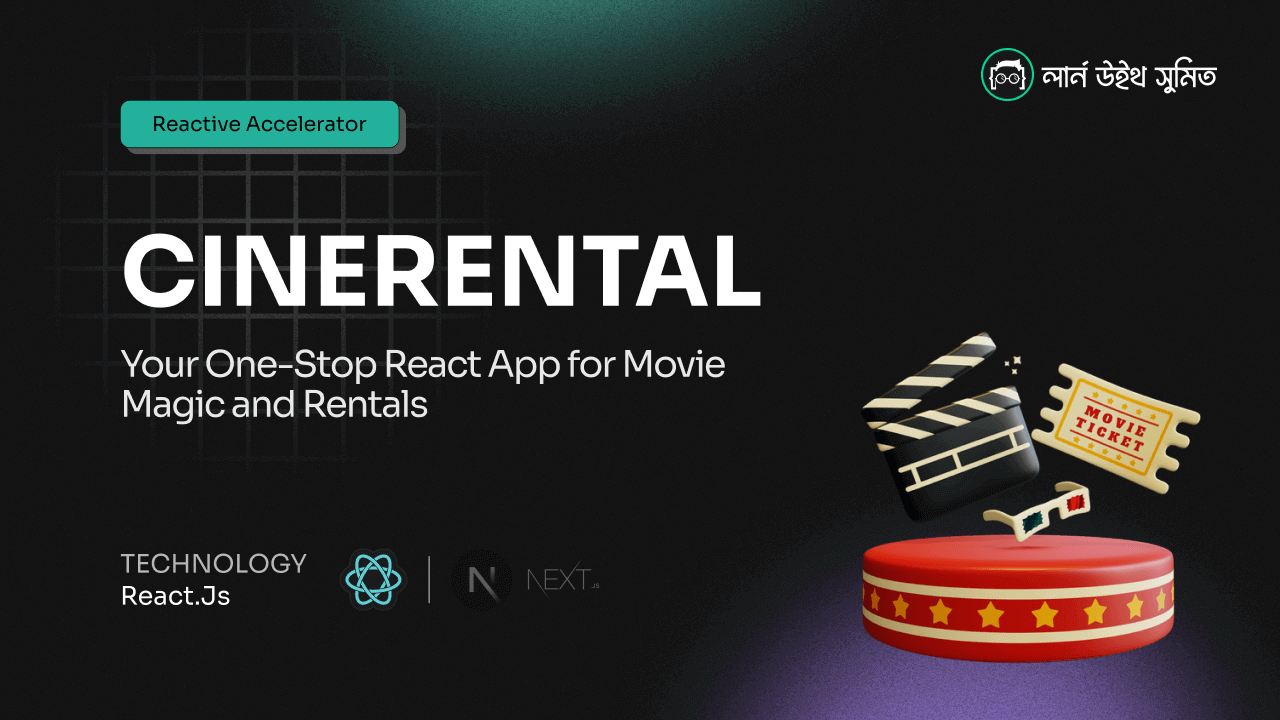 লার্ন উইথ সুমিত
Reactive Accelerator
CINERENTAL
Your One-Stop React App for Movie
Magic and Rentals
MOVIE
TICKET
TECHNOLOGY
React.Js
N
NEXT.JS